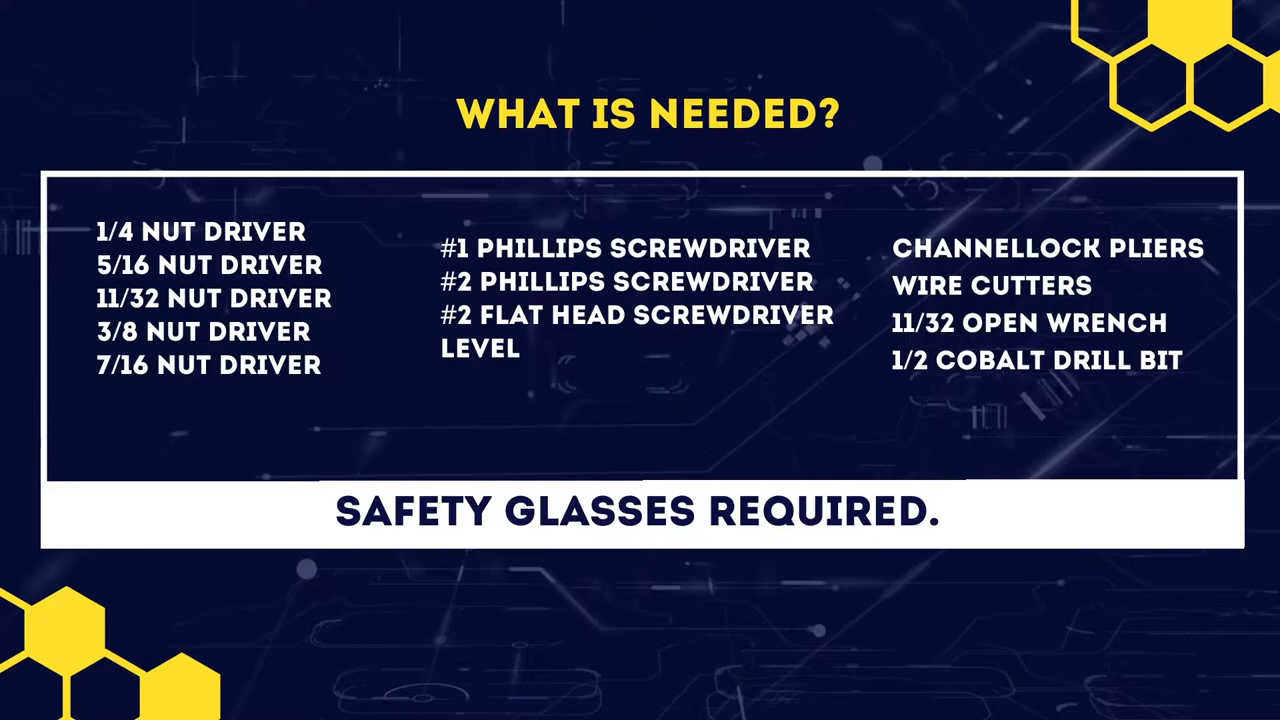 WHAT IS NEEDED?
1/4 NUT DRIVER
5/16 NUT DRIVER
11/32 NUT DRIVER
3/8 NUT DRIVER
7/16 NUT DRIVER
#1 PHILLIPS SCREWDRIVER
#2 PHILLIPS SCREWDRIVER
#2 FLAT HEAD SCREWDRIVER
LEVEL
CHANNELLOCK PLIERS
WIRE CUTTERS
11/32 OPEN WRENCH
1/2 COBALT DRILL BIT
SAFETY GLASSES REQUIRED.